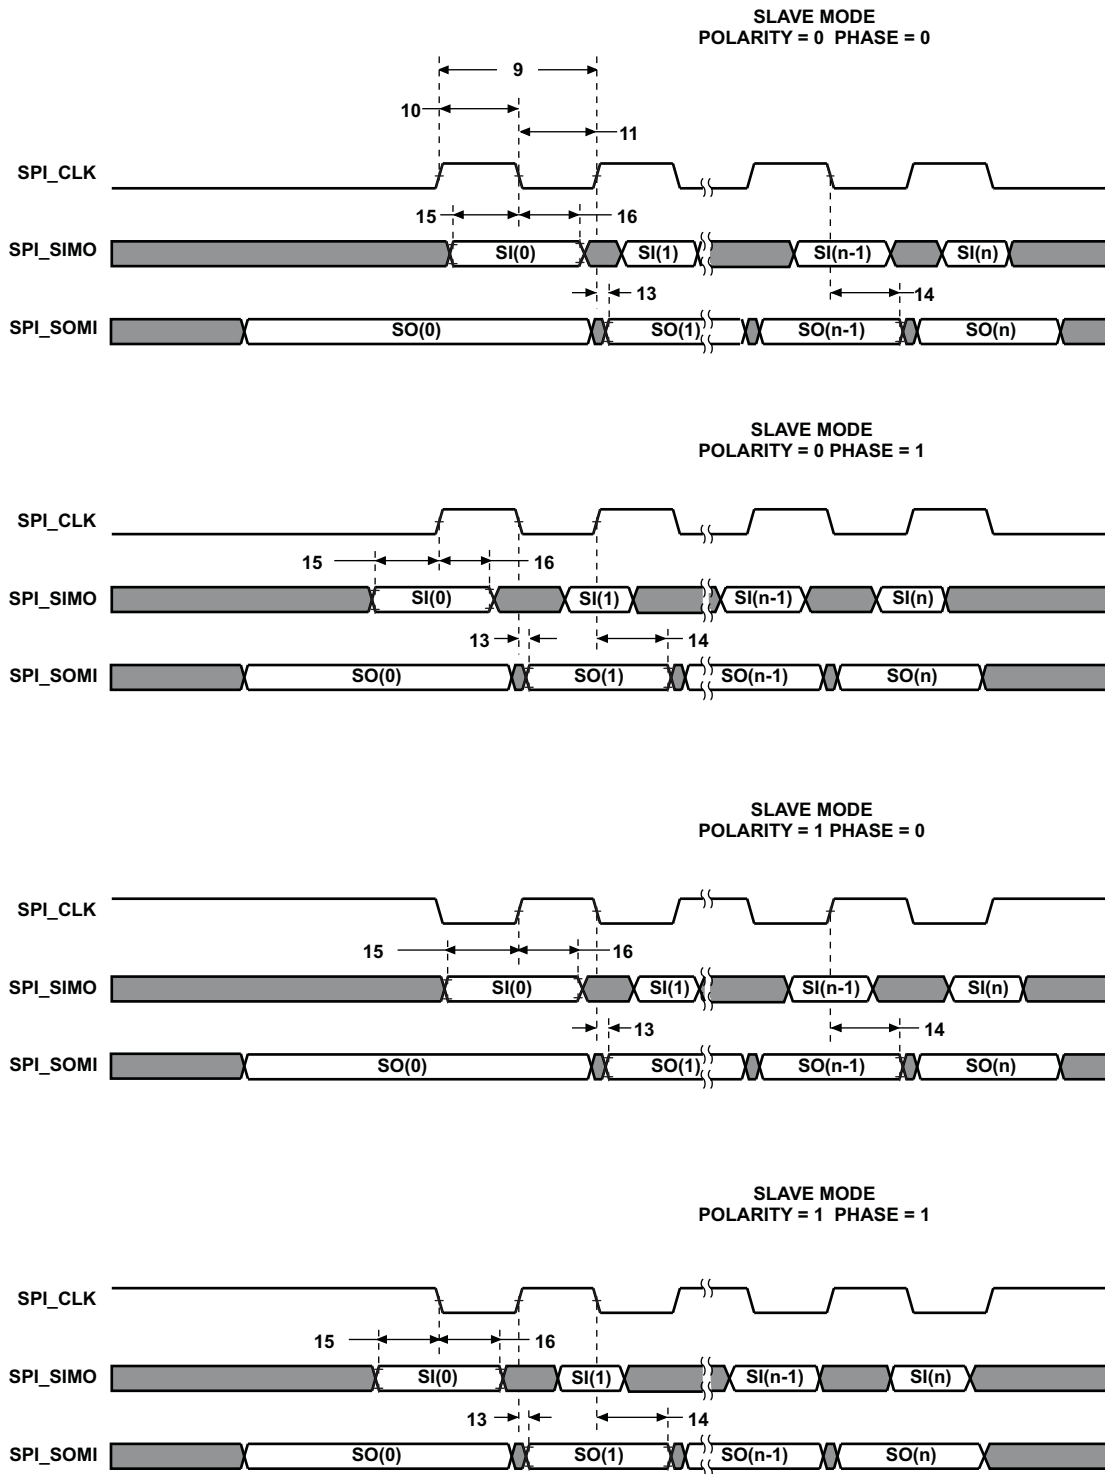 SLAVE MODE
POLARITY = 0 PHASE = 0
9
10
11
SPI_CLK
15
16
SPI_SIMO
SI(0)
SI(1)
SI(n-1)
SI(n)
13
14
SPI_SOMI
SO(0)
SO(1)
SO(n-1)
SO(n)
SLAVE MODE
POLARITY = 0 PHASE = 1
SPI_CLK
15
16
SPI_SIMO
SI(0)
SI(1)
SI(n-1)
SI(n)
13
14
SPI_SOMI
SO(0)
SO(1)
SO(n-1)
SO(n)
SLAVE MODE
POLARITY = 1 PHASE = 0
SPI_CLK
15
16
SPI_SIMO
SI(0)
SI(1)
SI(n-1)
SI(n)
13
14
SPI_SOMI
SO(0)
SO(1)
SO(n-1)
SO(n)
SLAVE MODE
POLARITY = 1 PHASE = 1
SPI_CLK
15
16
SPI_SIMO
SI(0)
SI(1)
SI(n-1)
SI(n)
13
14
SPI_SOMI
SO(0)
SO(1)
SO(n-1)
SO(n)